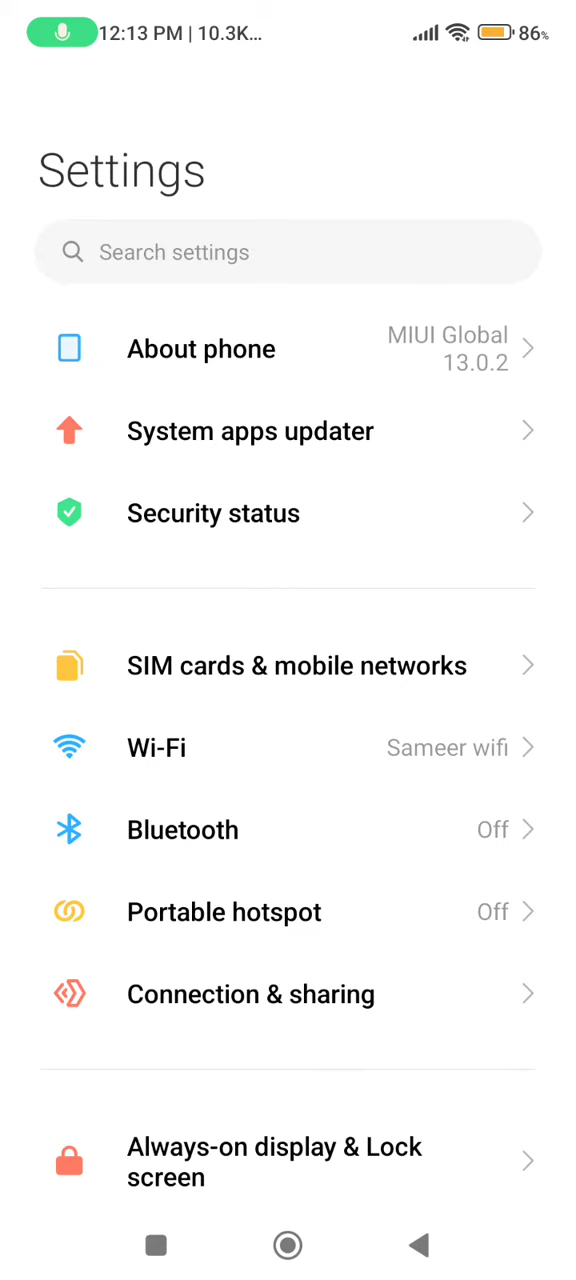 12:13 PM | 10.3K... 86%
Settings
Search settings
About phone MIUI Global 13.0.2
System apps updater
Security status
SIM cards & mobile networks
Wi-Fi Sameer wifi
Bluetooth Off
Portable hotspot Off
Connection & sharing
Always-on display & Lock
screen